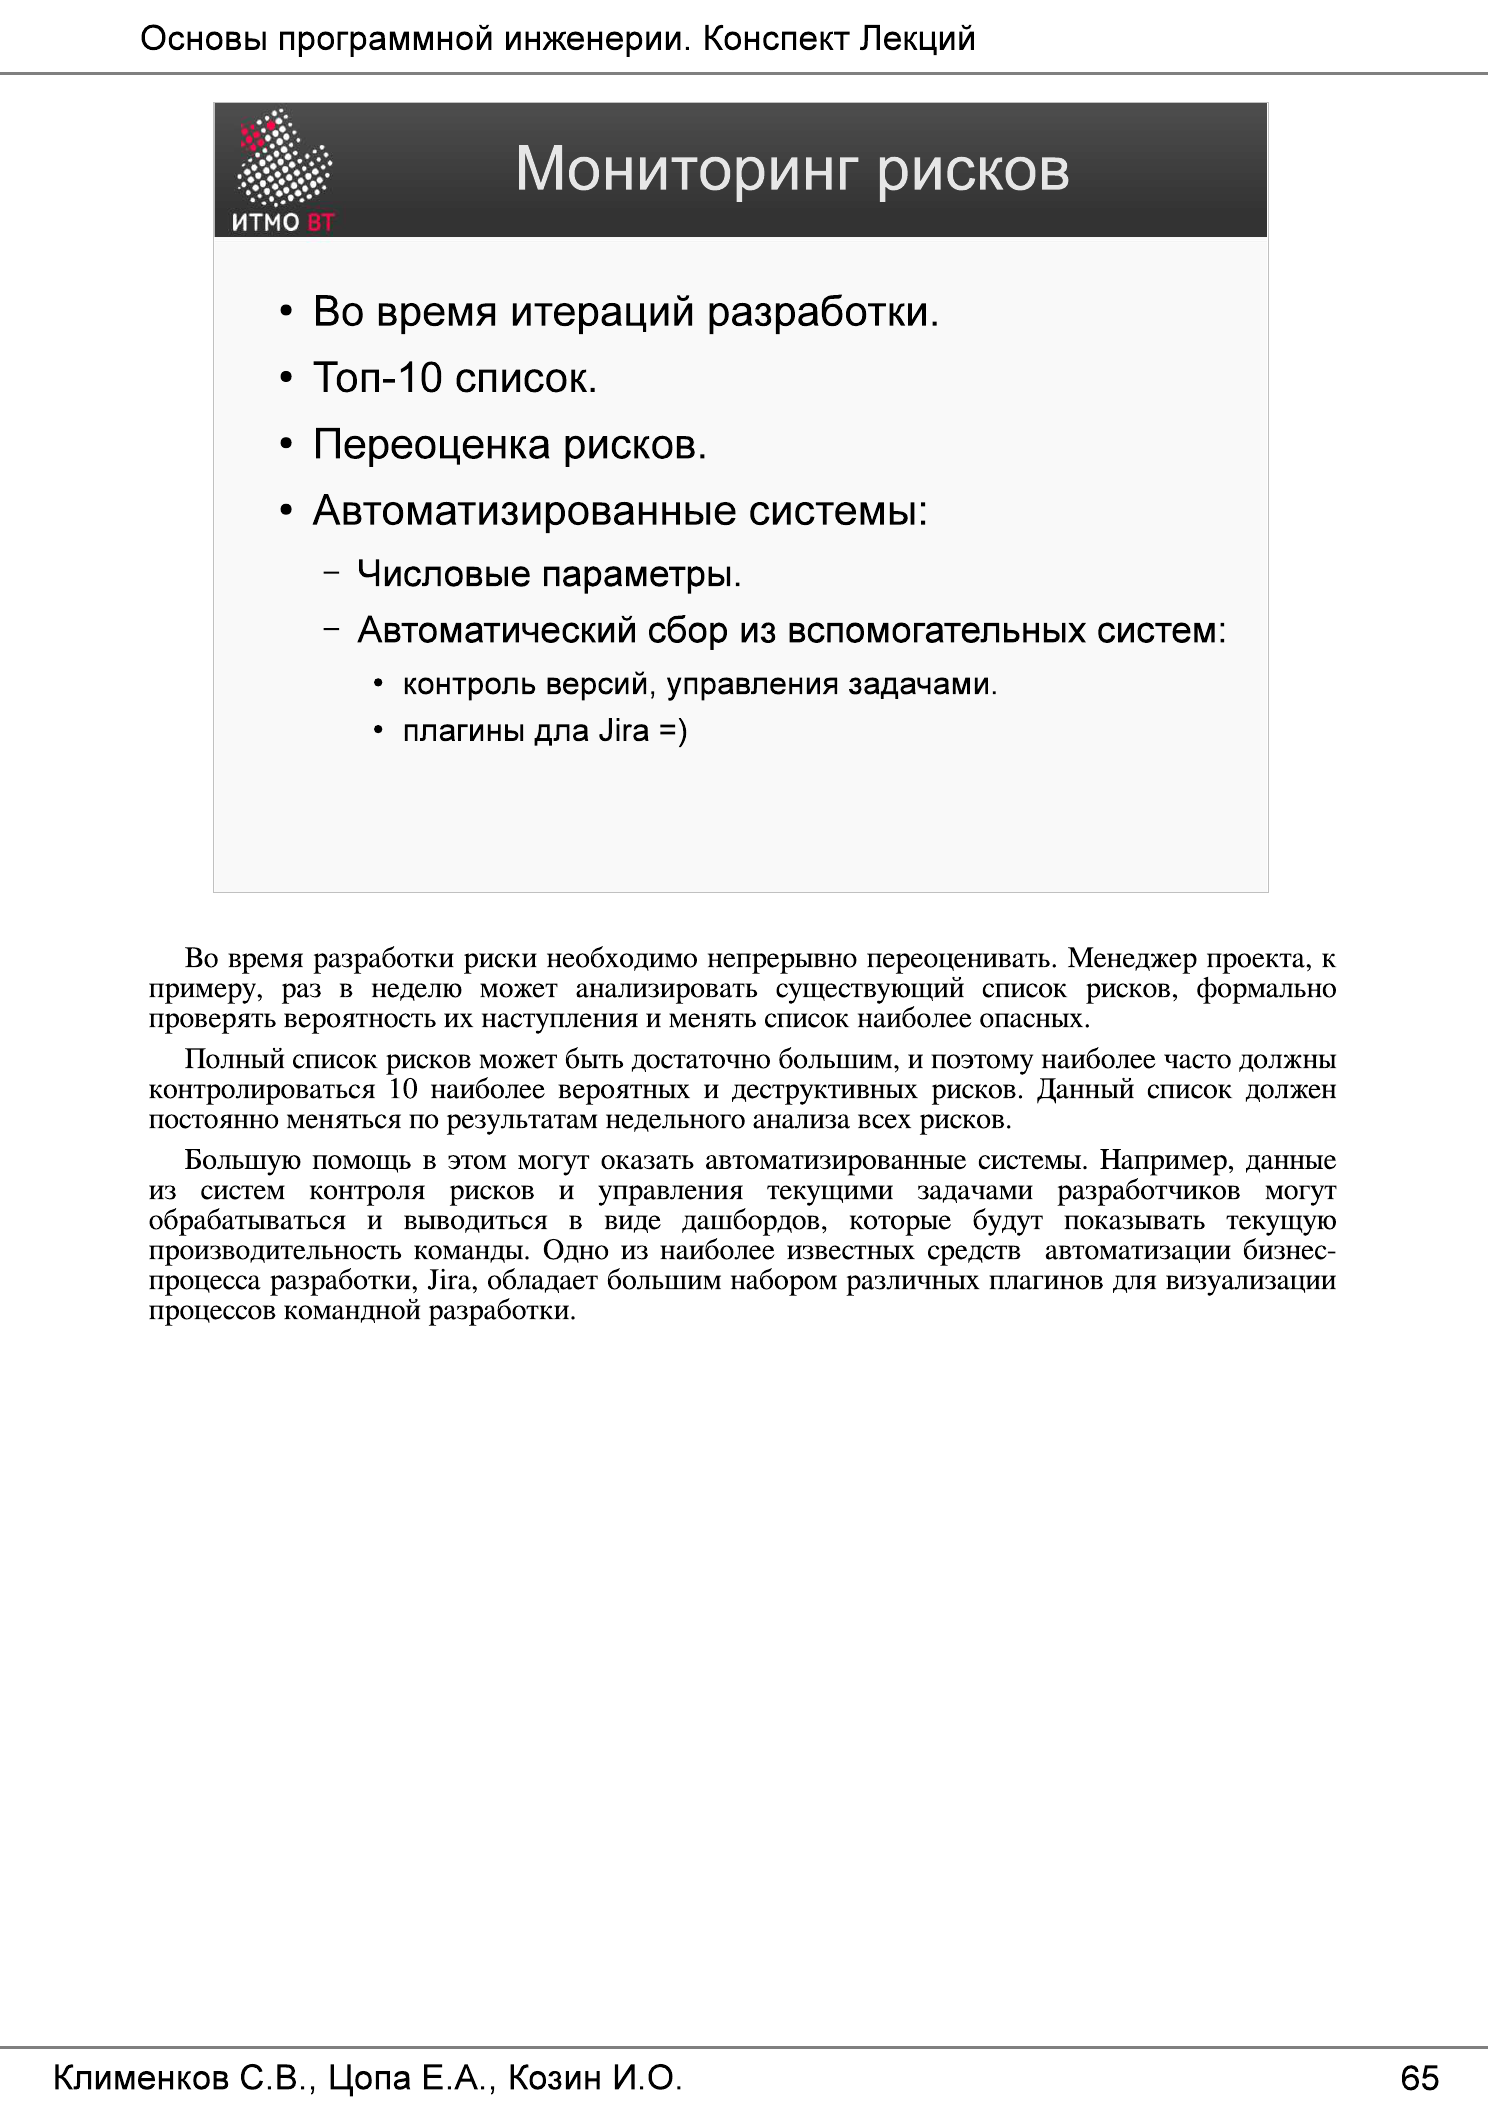 Основы программной инженерии. Конспект Лекций
ИТМО ВТ
Мониторинг рисков
• Во время итераций разработки.
• Топ-10 список.
• Переоценка рисков.
• Автоматизированные системы:
– Числовые параметры.
– Автоматический сбор из вспомогательных систем:
• контроль версий, управления задачами.
• плагины дла Jira =)
Во время разработки риски необходимо непрерывно переоценивать. Менеджер проекта, к
примеру, раз в неделю может анализировать существующий список рисков, формально
проверять вероятность их наступления и менять список наиболее опасных.
Полный список рисков может быть достаточно большим, и поэтому наиболее часто должны
контролироваться 10 наиболее вероятных и деструктивных рисков. Данный список должен
постоянно меняться по результатам недельного анализа всех рисков.
Большую помощь в этом могут оказать автоматизированные системы. Например, данные
из систем контроля рисков и управления текущими задачами разработчиков могут
обрабатываться и выводиться в виде дашбордов, которые будут показывать текущую
производительность команды. Одно из наиболее известных средств автоматизации бизнес-
процесса разработки, Jira, обладает большим набором различных плагинов для визуализации
процессов командной разработки.
Клименков С.В., Цопа Е.А., Козин И.О.
65